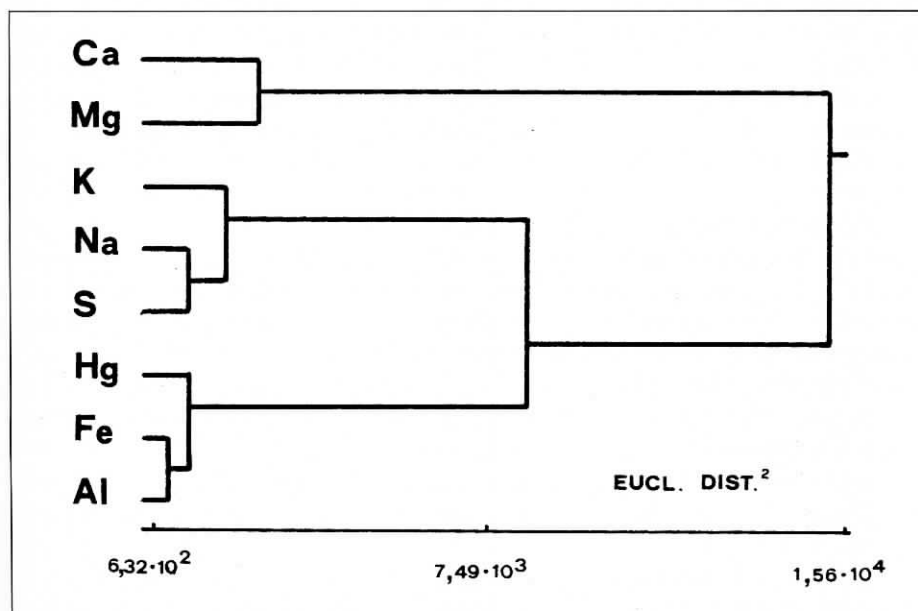 Ca
Mg
K
Na
S
Hg
Fe
Al
EUCL. DIST.²
6,32·10² 7,49·10³ 1,56·10⁴